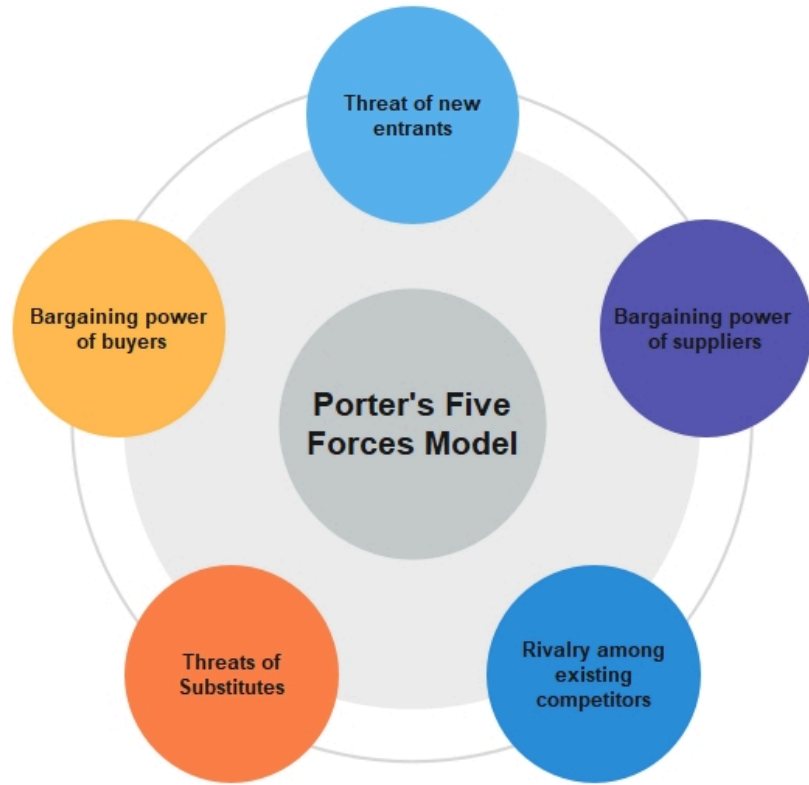 Threat of new
entrants
Bargaining power
of buyers
Bargaining power
of suppliers
Porter's Five
Forces Model
Threats of
Substitutes
Rivalry among
existing
competitors